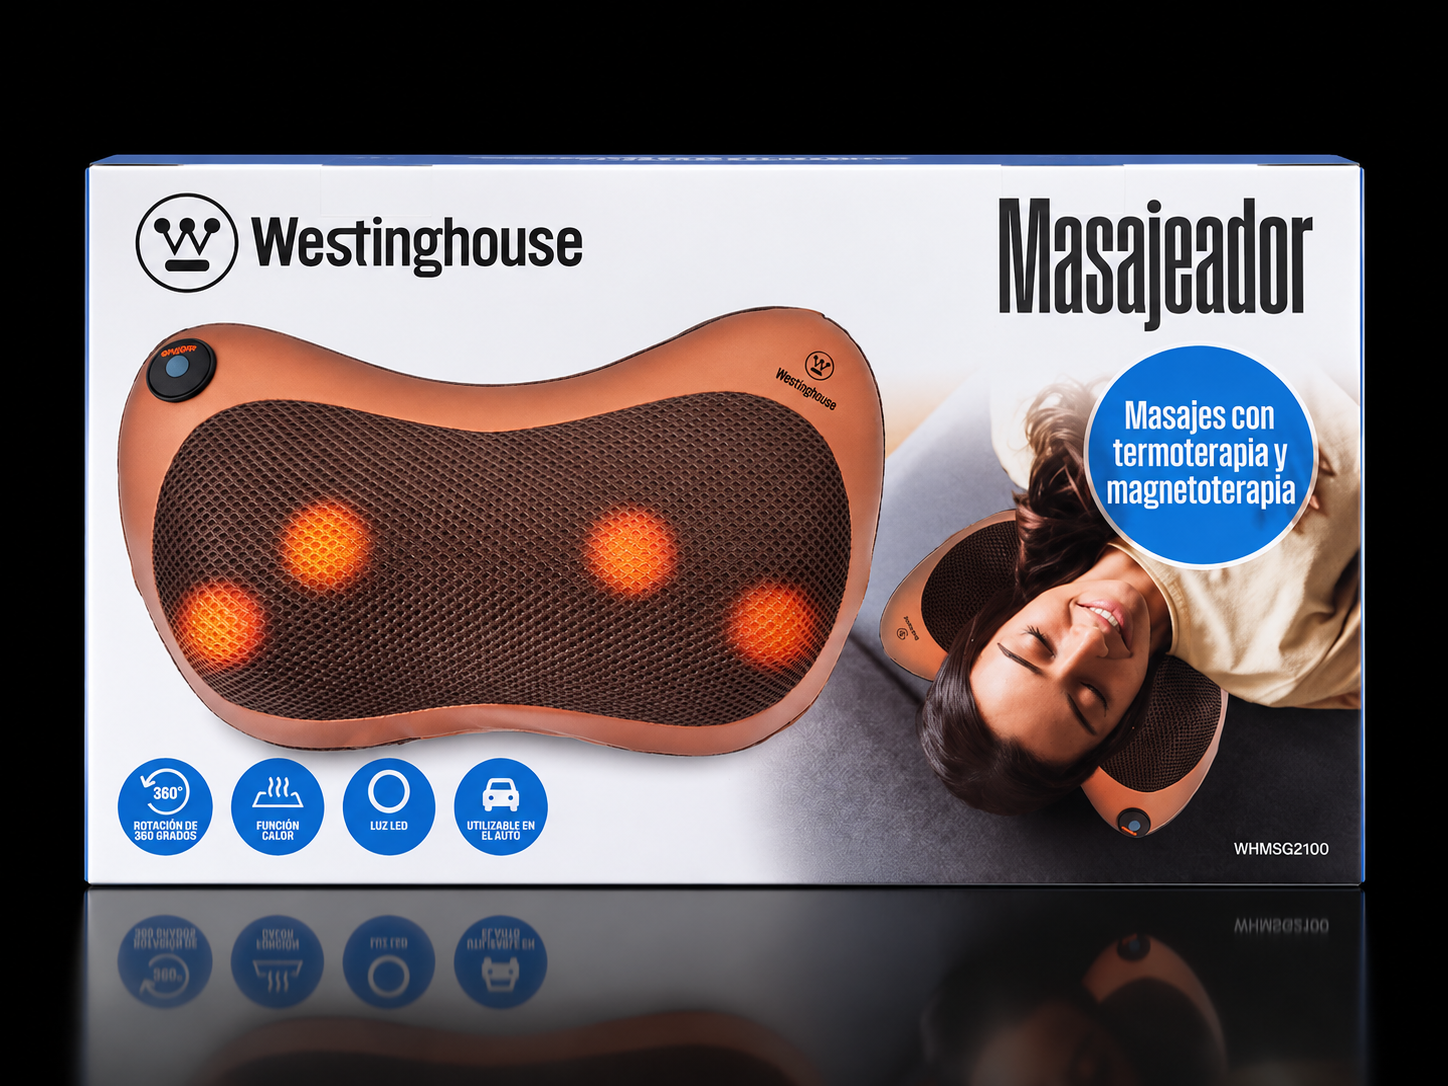 Westinghouse
Masajeador
Westinghouse
Masajes con
termoterapia y
magnetoterapia
360°
ROTACIÓN DE
360 GRADOS
FUNCIÓN
CALOR
LUZ LED
UTILIZABLE EN
EL AUTO
WHMSG2100